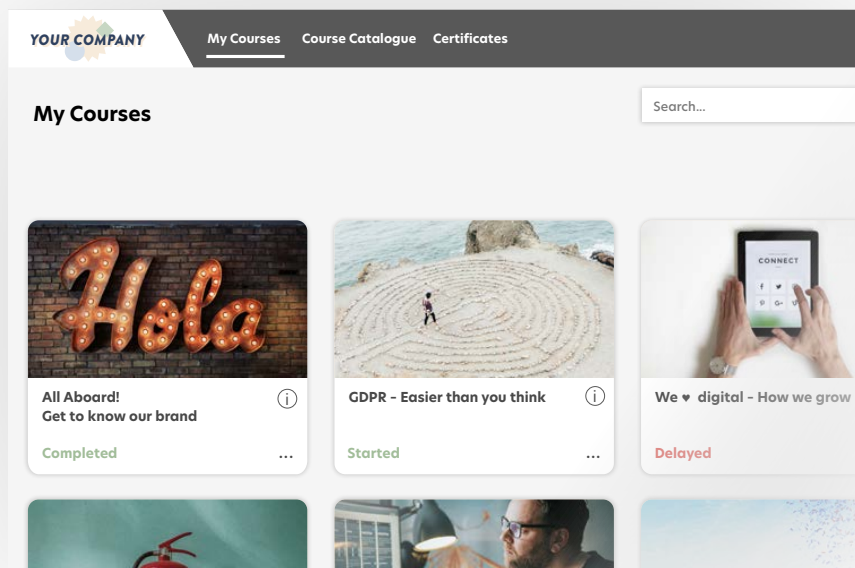 YOUR COMPANY
My Courses
Course Catalogue
Certificates
My Courses
Search...
Hola
CONNECT
All Aboard!
Get to know our brand
Completed
...
GDPR – Easier than you think
Started
...
We ♥ digital – How we grow
Delayed